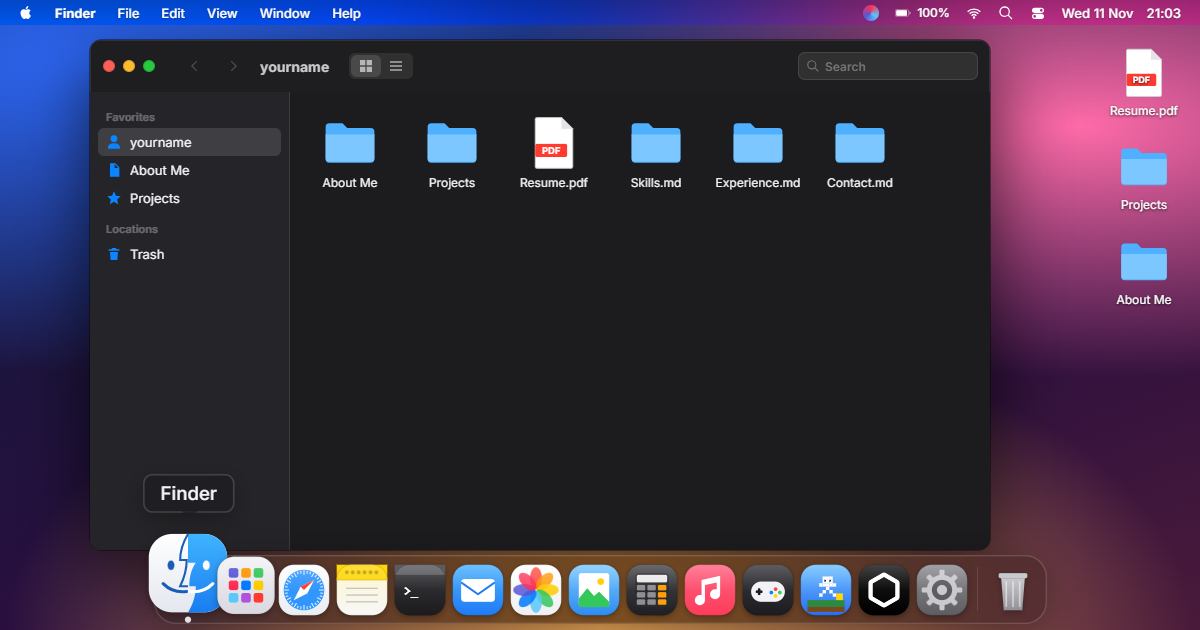 Finder File Edit View Window Help 100% Wed 11 Nov 21:03
yourname
Search
Favorites
yourname
About Me
Projects
Locations
Trash
About Me
Projects
PDF
Resume.pdf
Skills.md
Experience.md
Contact.md
PDF
Resume.pdf
Projects
About Me
Finder
>_